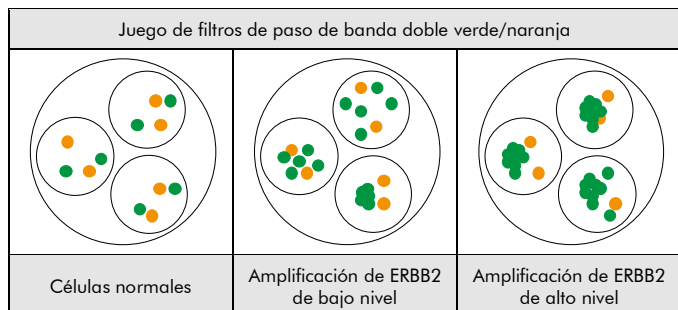 Juego de filtros de paso de banda doble verde/naranja
Células normales
Amplificación de ERBB2
de bajo nivel
Amplificación de ERBB2
de alto nivel